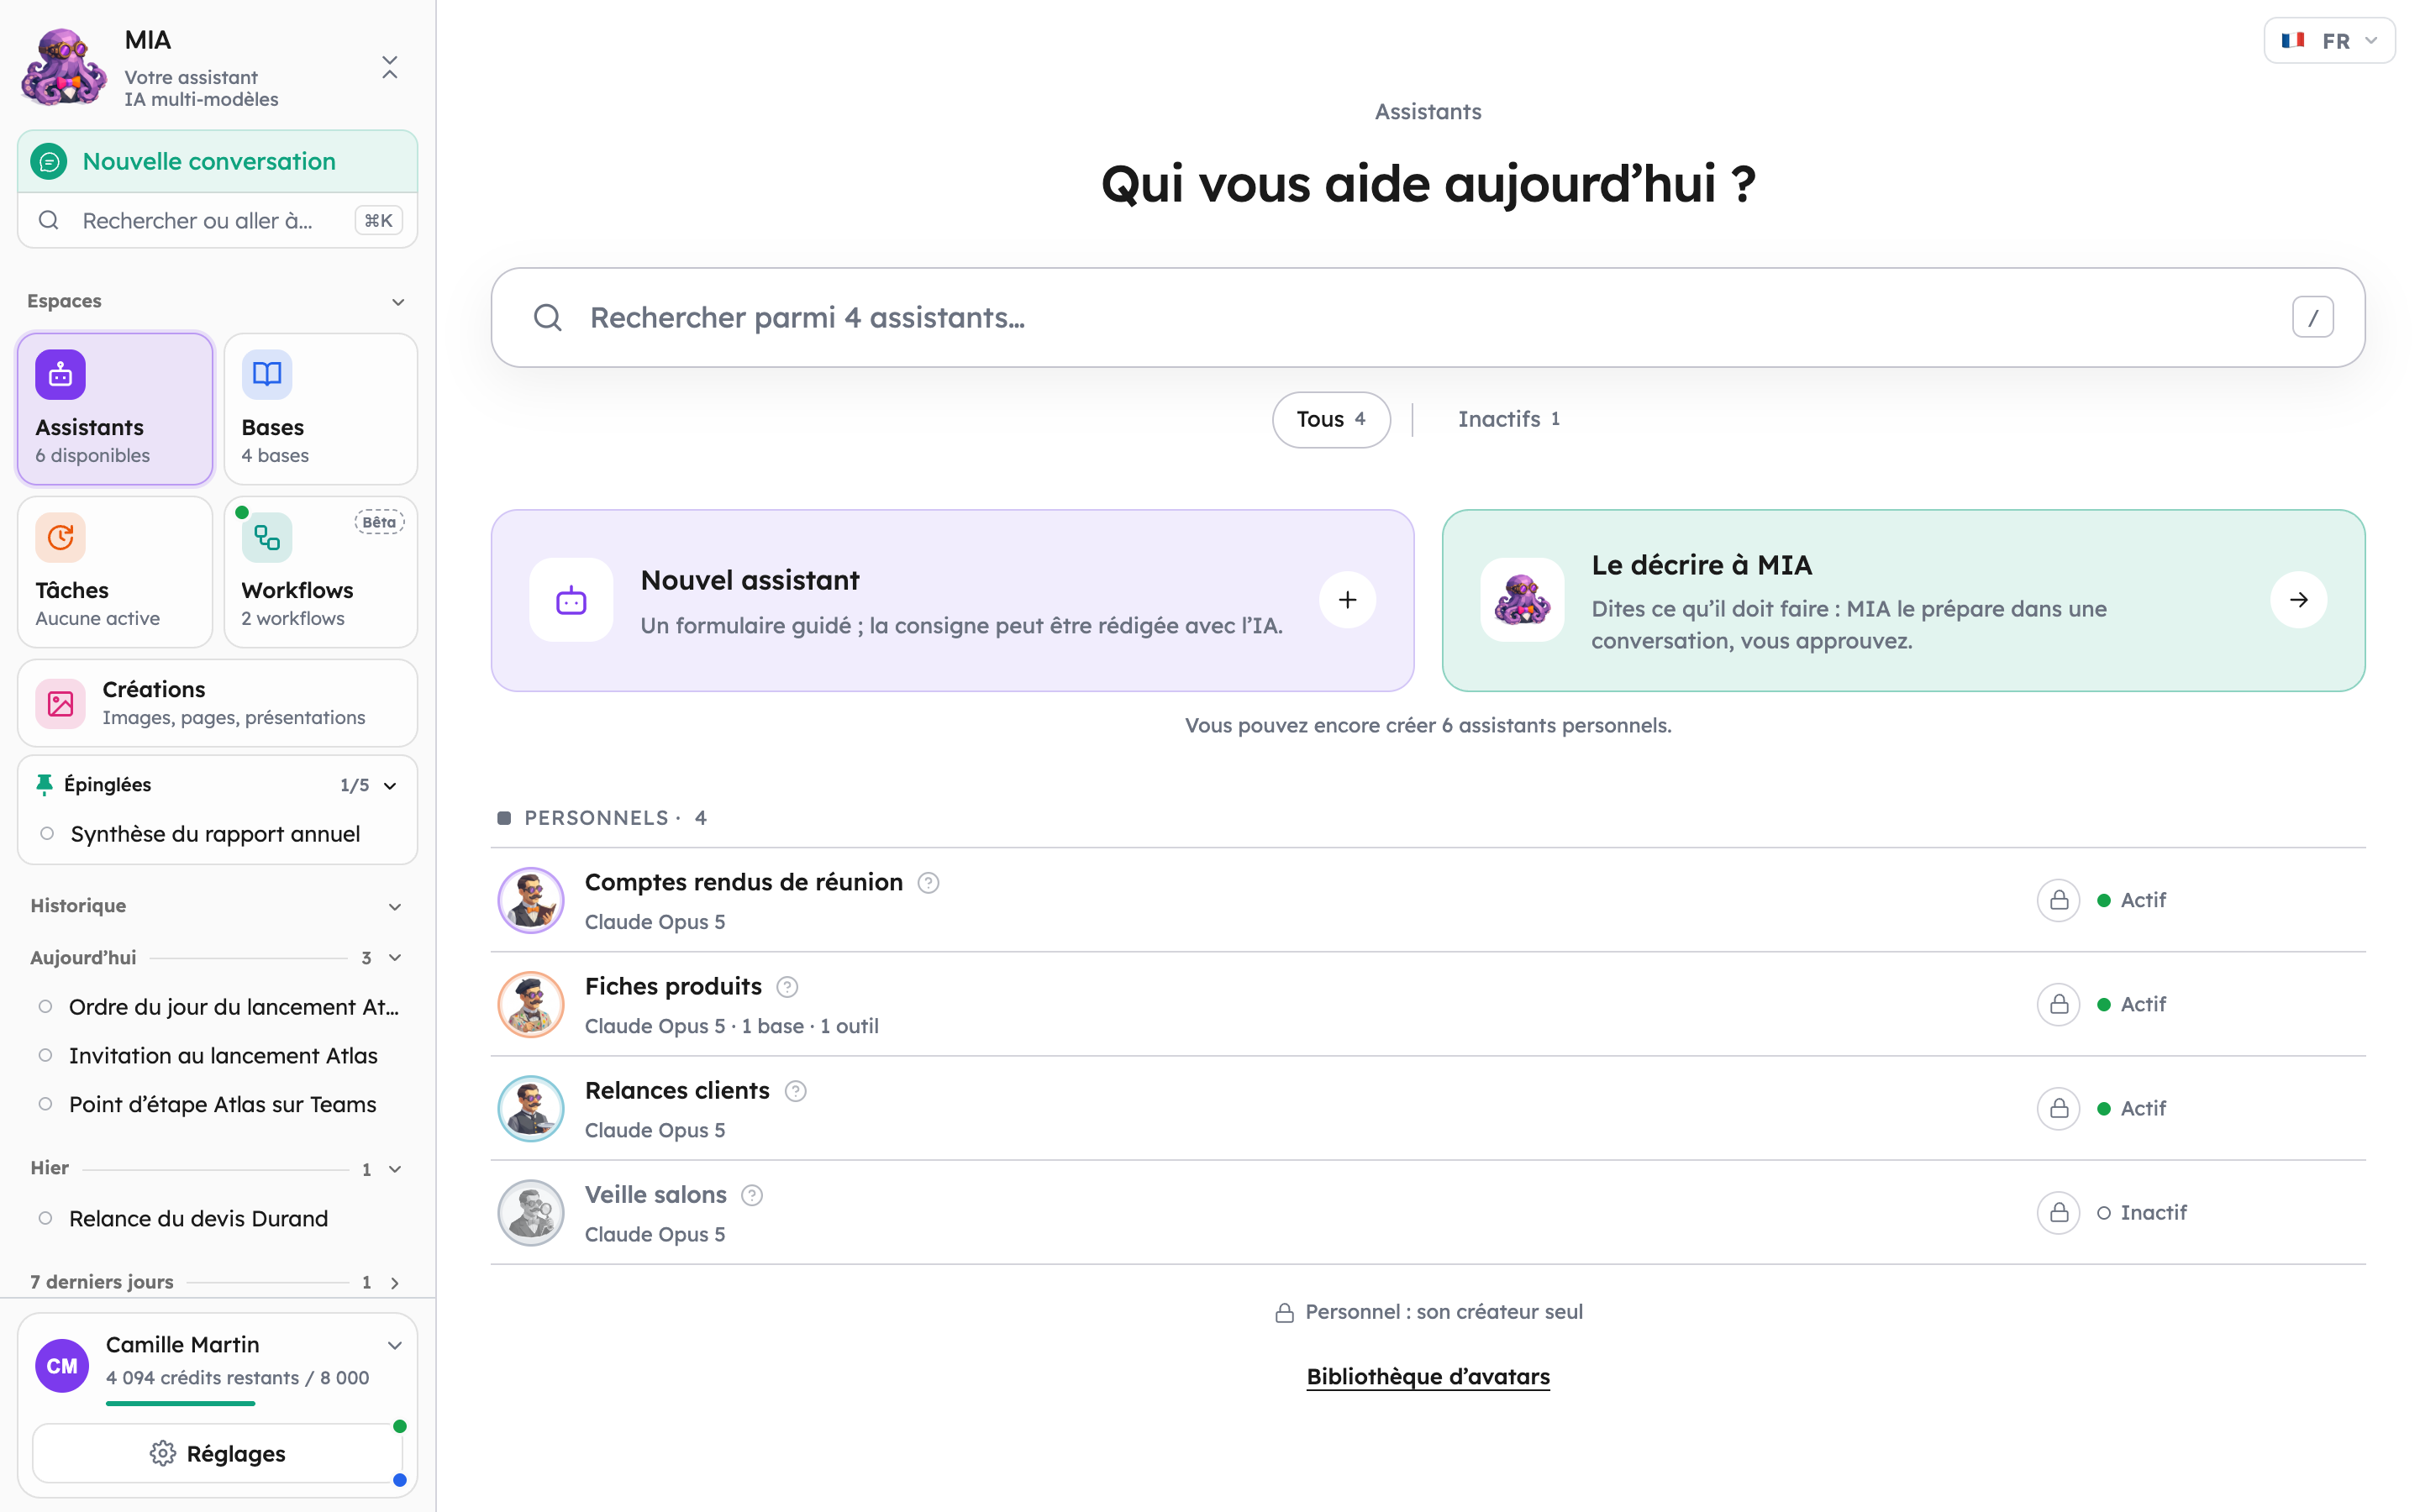 MIA
Votre assistant
IA multi-modèles
Nouvelle conversation
Rechercher ou aller à... ⌘K
Espaces
Assistants
6 disponibles
Bases
4 bases
Tâches
Aucune active
Bêta
Workflows
2 workflows
Créations
Images, pages, présentations
Épinglées 1/5
Synthèse du rapport annuel
Historique
Aujourd’hui 3
Ordre du jour du lancement At...
Invitation au lancement Atlas
Point d’étape Atlas sur Teams
Hier 1
Relance du devis Durand
7 derniers jours 1
CM
Camille Martin
4 094 crédits restants / 8 000
Réglages
FR
Assistants
Qui vous aide aujourd’hui ?
Rechercher parmi 4 assistants... /
Tous 4 Inactifs 1
Nouvel assistant
Un formulaire guidé ; la consigne peut être rédigée avec l’IA.
Le décrire à MIA
Dites ce qu’il doit faire : MIA le prépare dans une
conversation, vous approuvez.
Vous pouvez encore créer 6 assistants personnels.
PERSONNELS · 4
Comptes rendus de réunion
Claude Opus 5
Actif
Fiches produits
Claude Opus 5 · 1 base · 1 outil
Actif
Relances clients
Claude Opus 5
Actif
Veille salons
Claude Opus 5
Inactif
Personnel : son créateur seul
Bibliothèque d’avatars